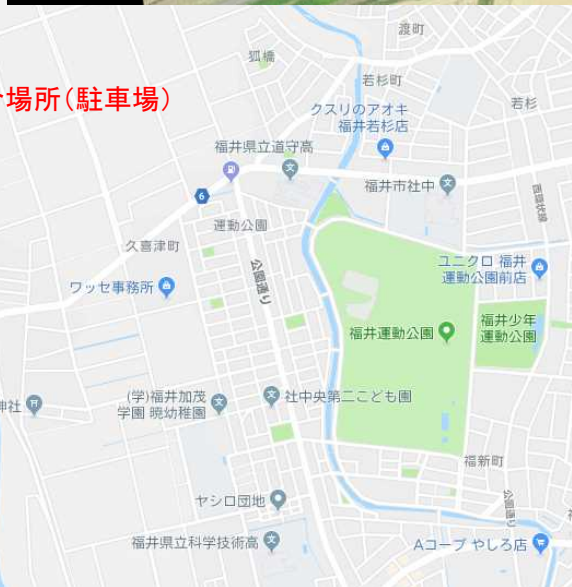 渡町
狐橋
若杉町
場所(駐車場)
若杉
クスリのアオキ
福井若杉店
福井県立道守高
福井市社中
6
運動公園
久喜津町
公園通り
ユニクロ 福井
運動公園前店
ワッセ事務所
福井運動公園
福井少年
運動公園
(学)福井加茂
学園 暁幼稚園
社中央第二こども園
神社
福新町
ヤシロ団地
公園通り
福井県立科学技術高
Aコープ やしろ店